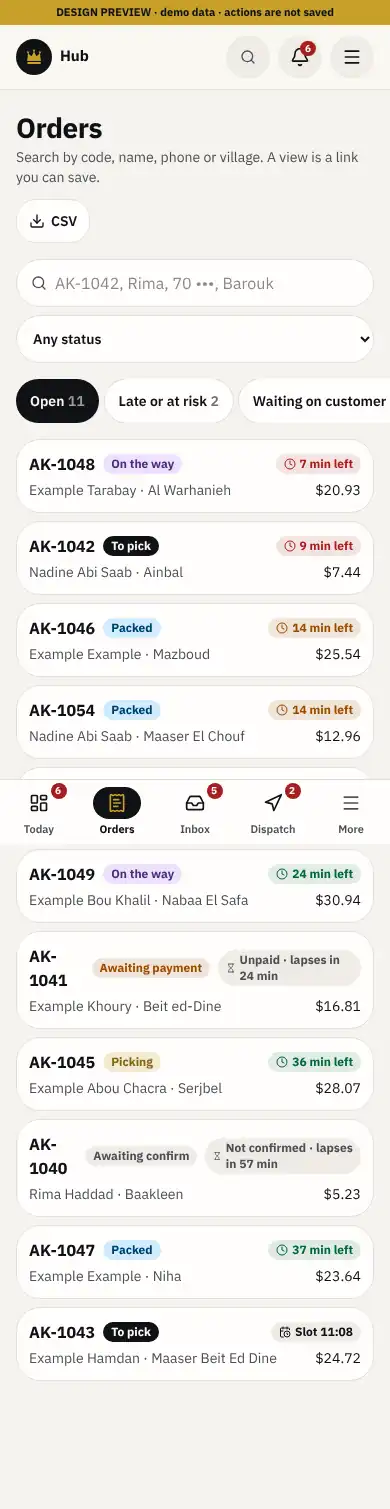 DESIGN PREVIEW · demo data · actions are not saved
Hub
6
Orders
Search by code, name, phone or village. A view is a link
you can save.
CSV
AK-1042, Rima, 70 •••, Barouk
Any status
Open 11
Late or at risk 2
Waiting on customer
AK-1048 On the way 7 min left
Example Tarabay · Al Warhanieh $20.93
AK-1042 To pick 9 min left
Nadine Abi Saab · Ainbal $7.44
AK-1046 Packed 14 min left
Example Example · Mazboud $25.54
AK-1054 Packed 14 min left
Nadine Abi Saab · Maaser El Chouf $12.96
6 5 2
Today Orders Inbox Dispatch More
AK-1049 On the way 24 min left
Example Bou Khalil · Nabaa El Safa $30.94
AK-
1041
Awaiting payment
Unpaid · lapses in
24 min
Example Khoury · Beit ed-Dine $16.81
AK-1045 Picking 36 min left
Example Abou Chacra · Serjbel $28.07
AK-
1040
Awaiting confirm
Not confirmed · lapses
in 57 min
Rima Haddad · Baakleen $5.23
AK-1047 Packed 37 min left
Example Example · Niha $23.64
AK-1043 To pick Slot 11:08
Example Hamdan · Maaser Beit Ed Dine $24.72